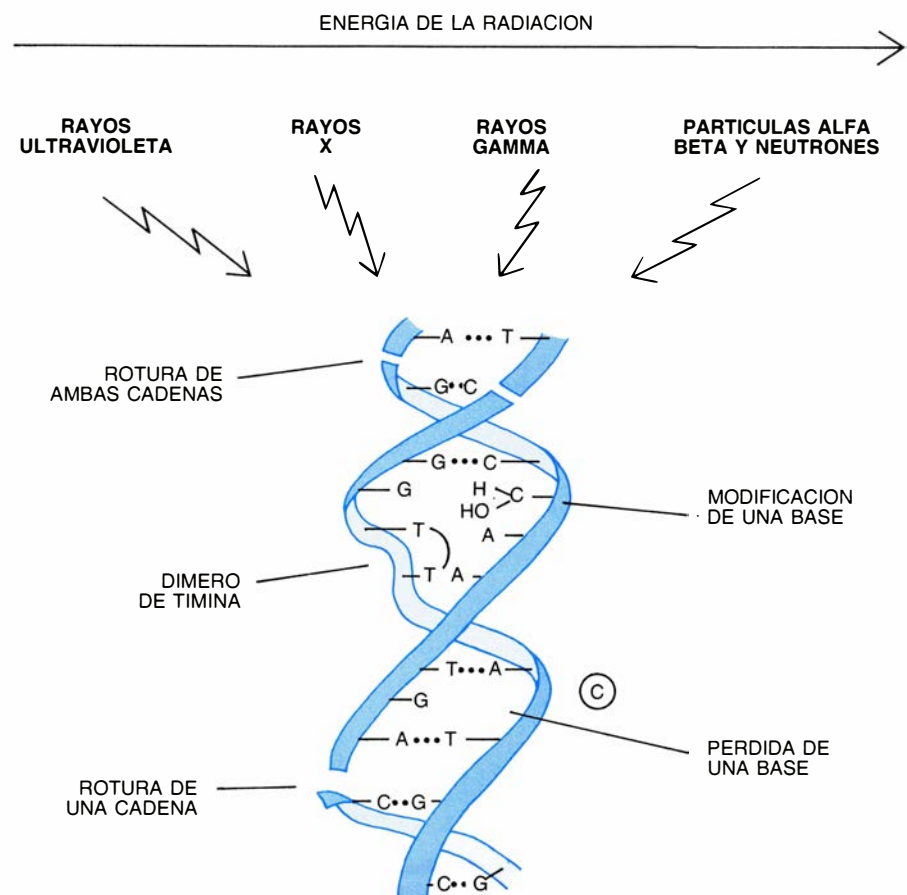 ENERGIA DE LA RADIACION
RAYOS
ULTRAVIOLETA
RAYOS
X
RAYOS
GAMMA
PARTICULAS ALFA
BETA Y NEUTRONES
A ••• T
ROTURA DE
AMBAS CADENAS
G••C
G•••C
G
H
C
HO
MODIFICACION
DE UNA BASE
T
A
DIMERO
DE TIMINA
T A
T•••A
C
G
A•••T
PERDIDA DE
UNA BASE
ROTURA DE
UNA CADENA
C••G
C••G